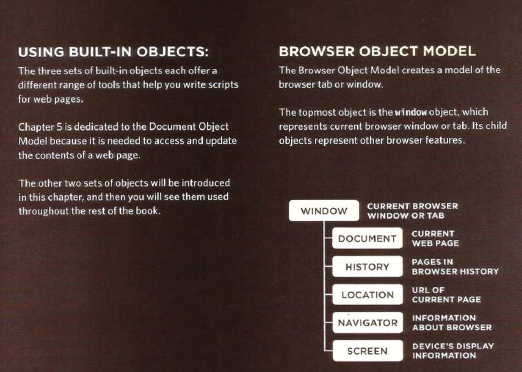 USING BUILT-IN OBJECTS:
The three sets of built-in objects each offer a
different range of tools that help you write scripts
for web pages.
Chapter 5 is dedicated to the Document Object
Model because it is needed to access and update
the contents of a web page.
The other two sets of objects will be introduced
in this chapter, and then you will see them used
throughout the rest of the book.
BROWSER OBJECT MODEL
The Browser Object Model creates a model of the
browser tab or window.
The topmost object is the window object, which
represents current browser window or tab. Its child
objects represent other browser features.
WINDOW
CURRENT BROWSER
WINDOW OR TAB
DOCUMENT
CURRENT
WEB PAGE
HISTORY
PAGES IN
BROWSER HISTORY
LOCATION
URL OF
CURRENT PAGE
NAVIGATOR
INFORMATION
ABOUT BROWSER
SCREEN
DEVICE'S DISPLAY
INFORMATION